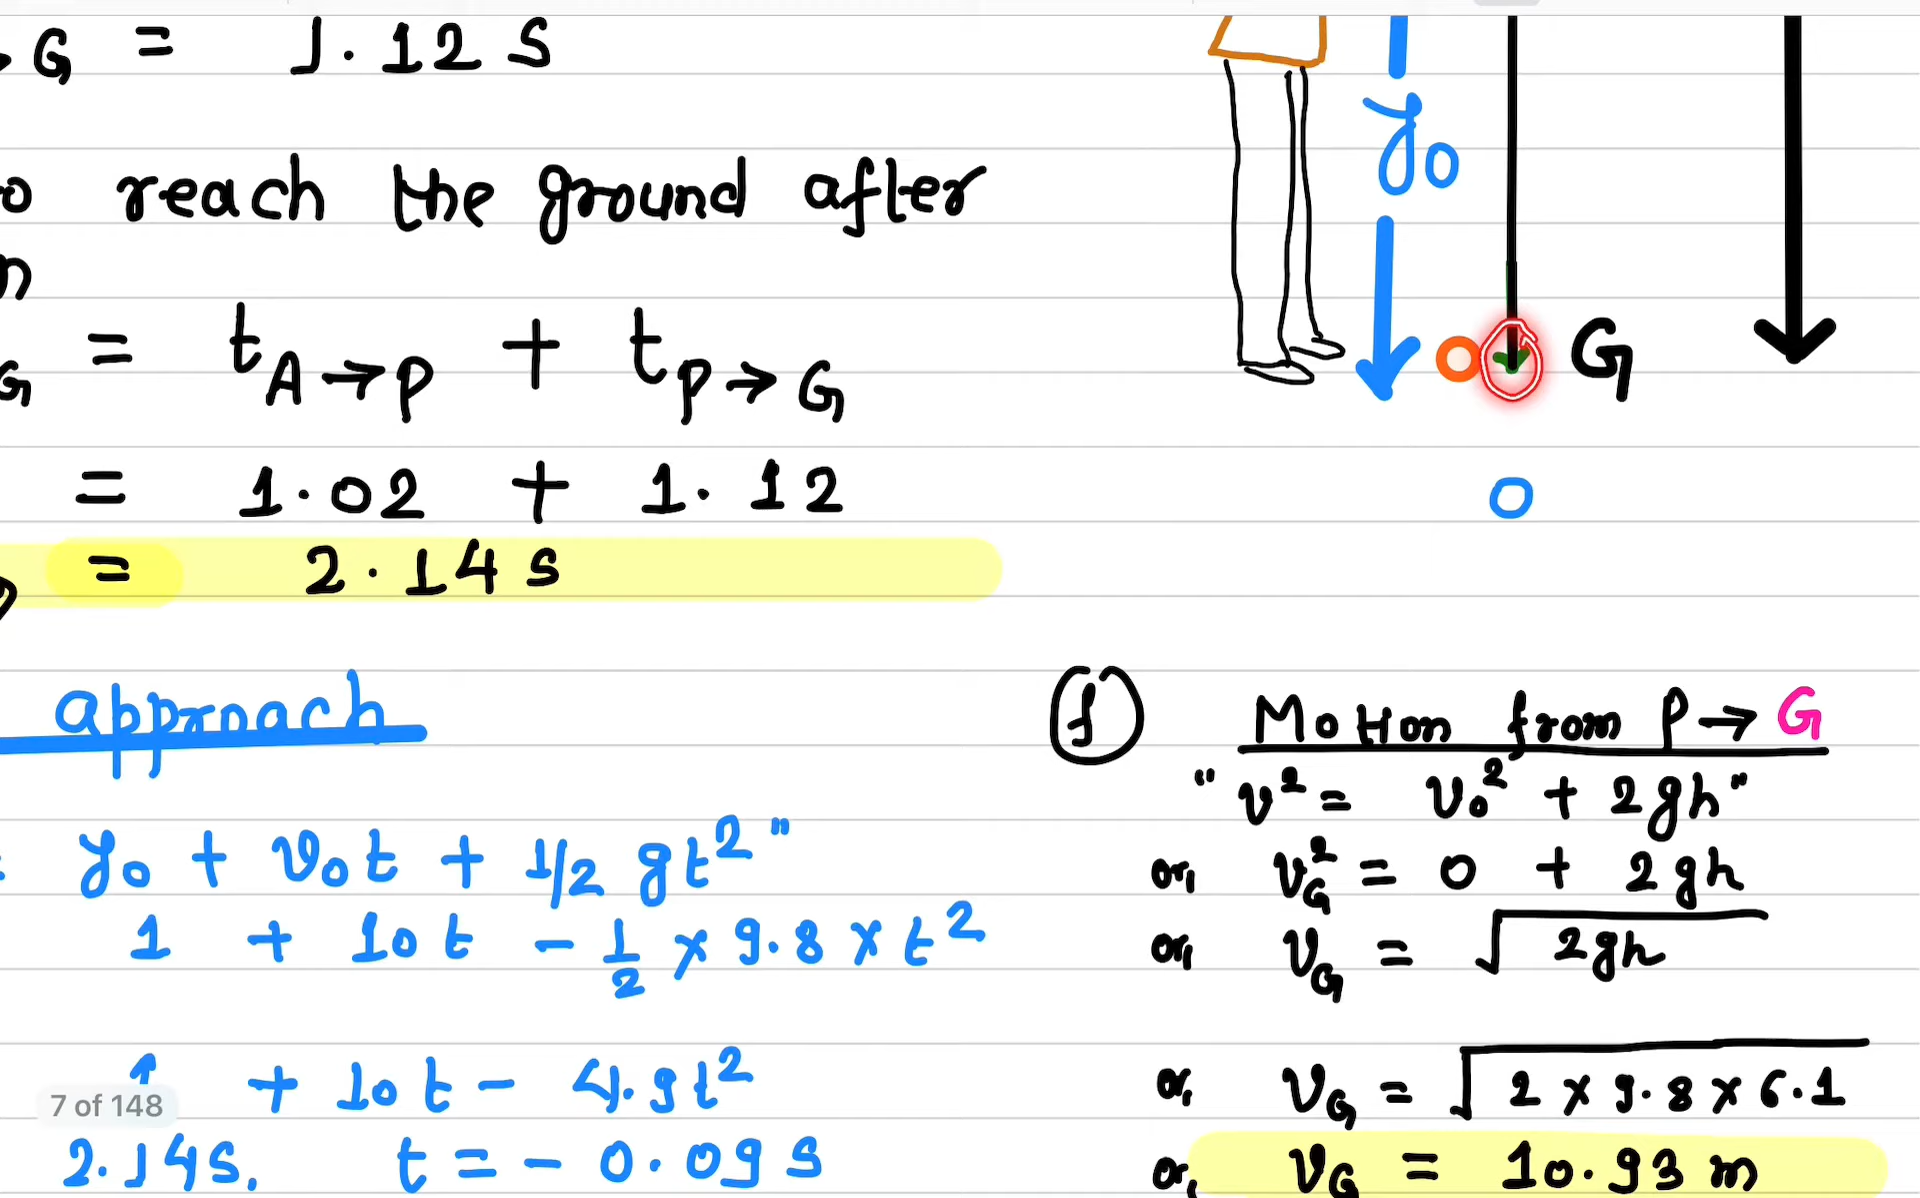 G = 1.12 s
reach the ground after
G = tA→P + tP→G
= 1.02 + 1.12
= 2.14 s
approach
y0 + v0t + 1/2 gt²"
1 + 10t - 1/2 × 9.8 × t²
1 + 10t - 4.9t²
2.14s, t = - 0.09 s
7 of 148
y0
O G
O
(f) Motion from P → G
"v² = v0² + 2gh"
or, vG² = 0 + 2gh
or, vG = √2gh
or, vG = √2 × 9.8 × 6.1
or, vG = 10.93 m